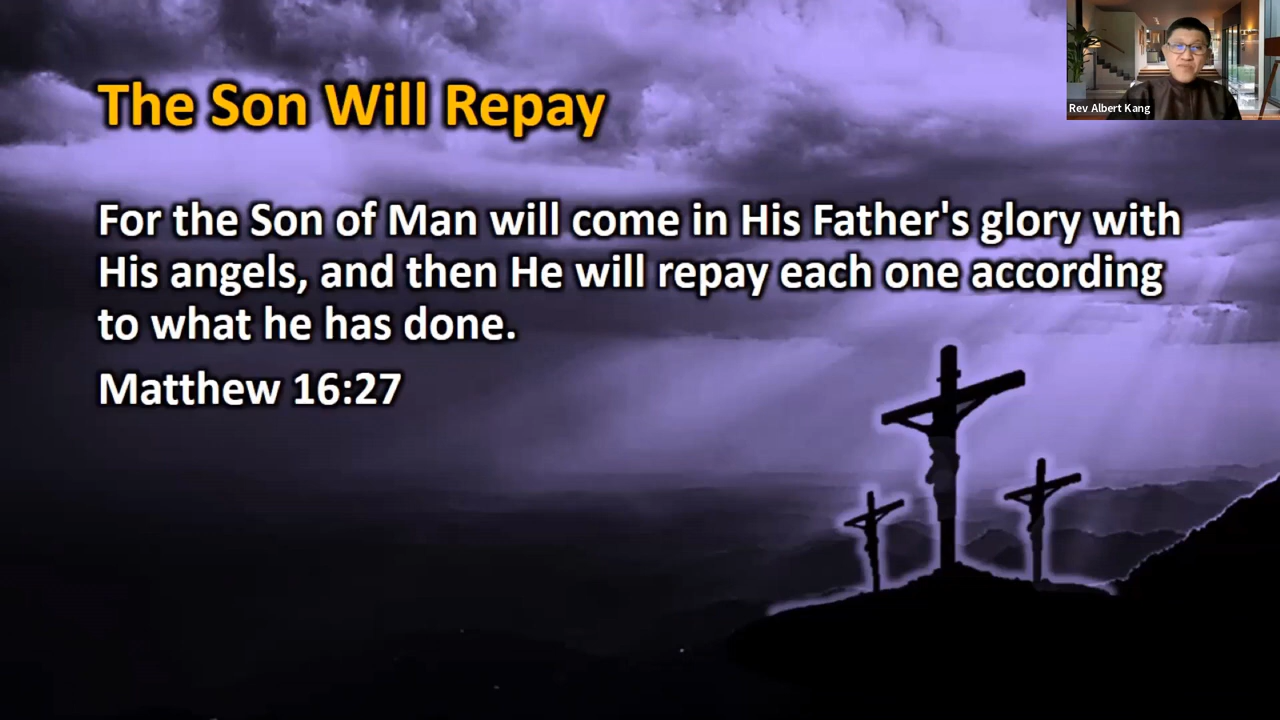 The Son Will Repay
Rev Albert Kang
For the Son of Man will come in His Father's glory with
His angels, and then He will repay each one according
to what he has done.
Matthew 16:27